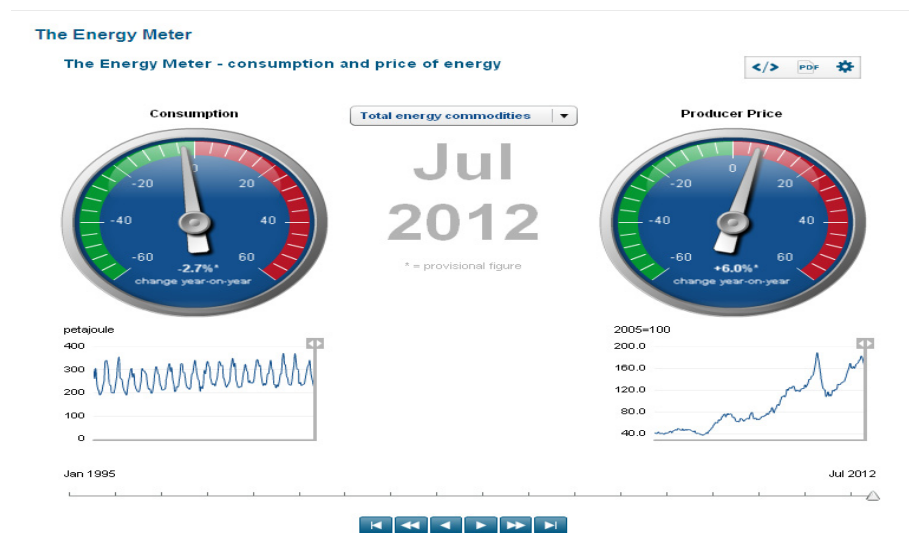 The Energy Meter
The Energy Meter - consumption and price of energy
</> PDF
Consumption
Total energy commodities
Producer Price
Jul
2012
* = provisional figure
-60 -40 -20 0 20 40 60
-2.7%*
change year-on-year
-60 -40 -20 0 20 40 60
+6.0%*
change year-on-year
petajoule
400
300
200
100
0
2005=100
200.0
160.0
120.0
80.0
40.0
Jan 1995
Jul 2012